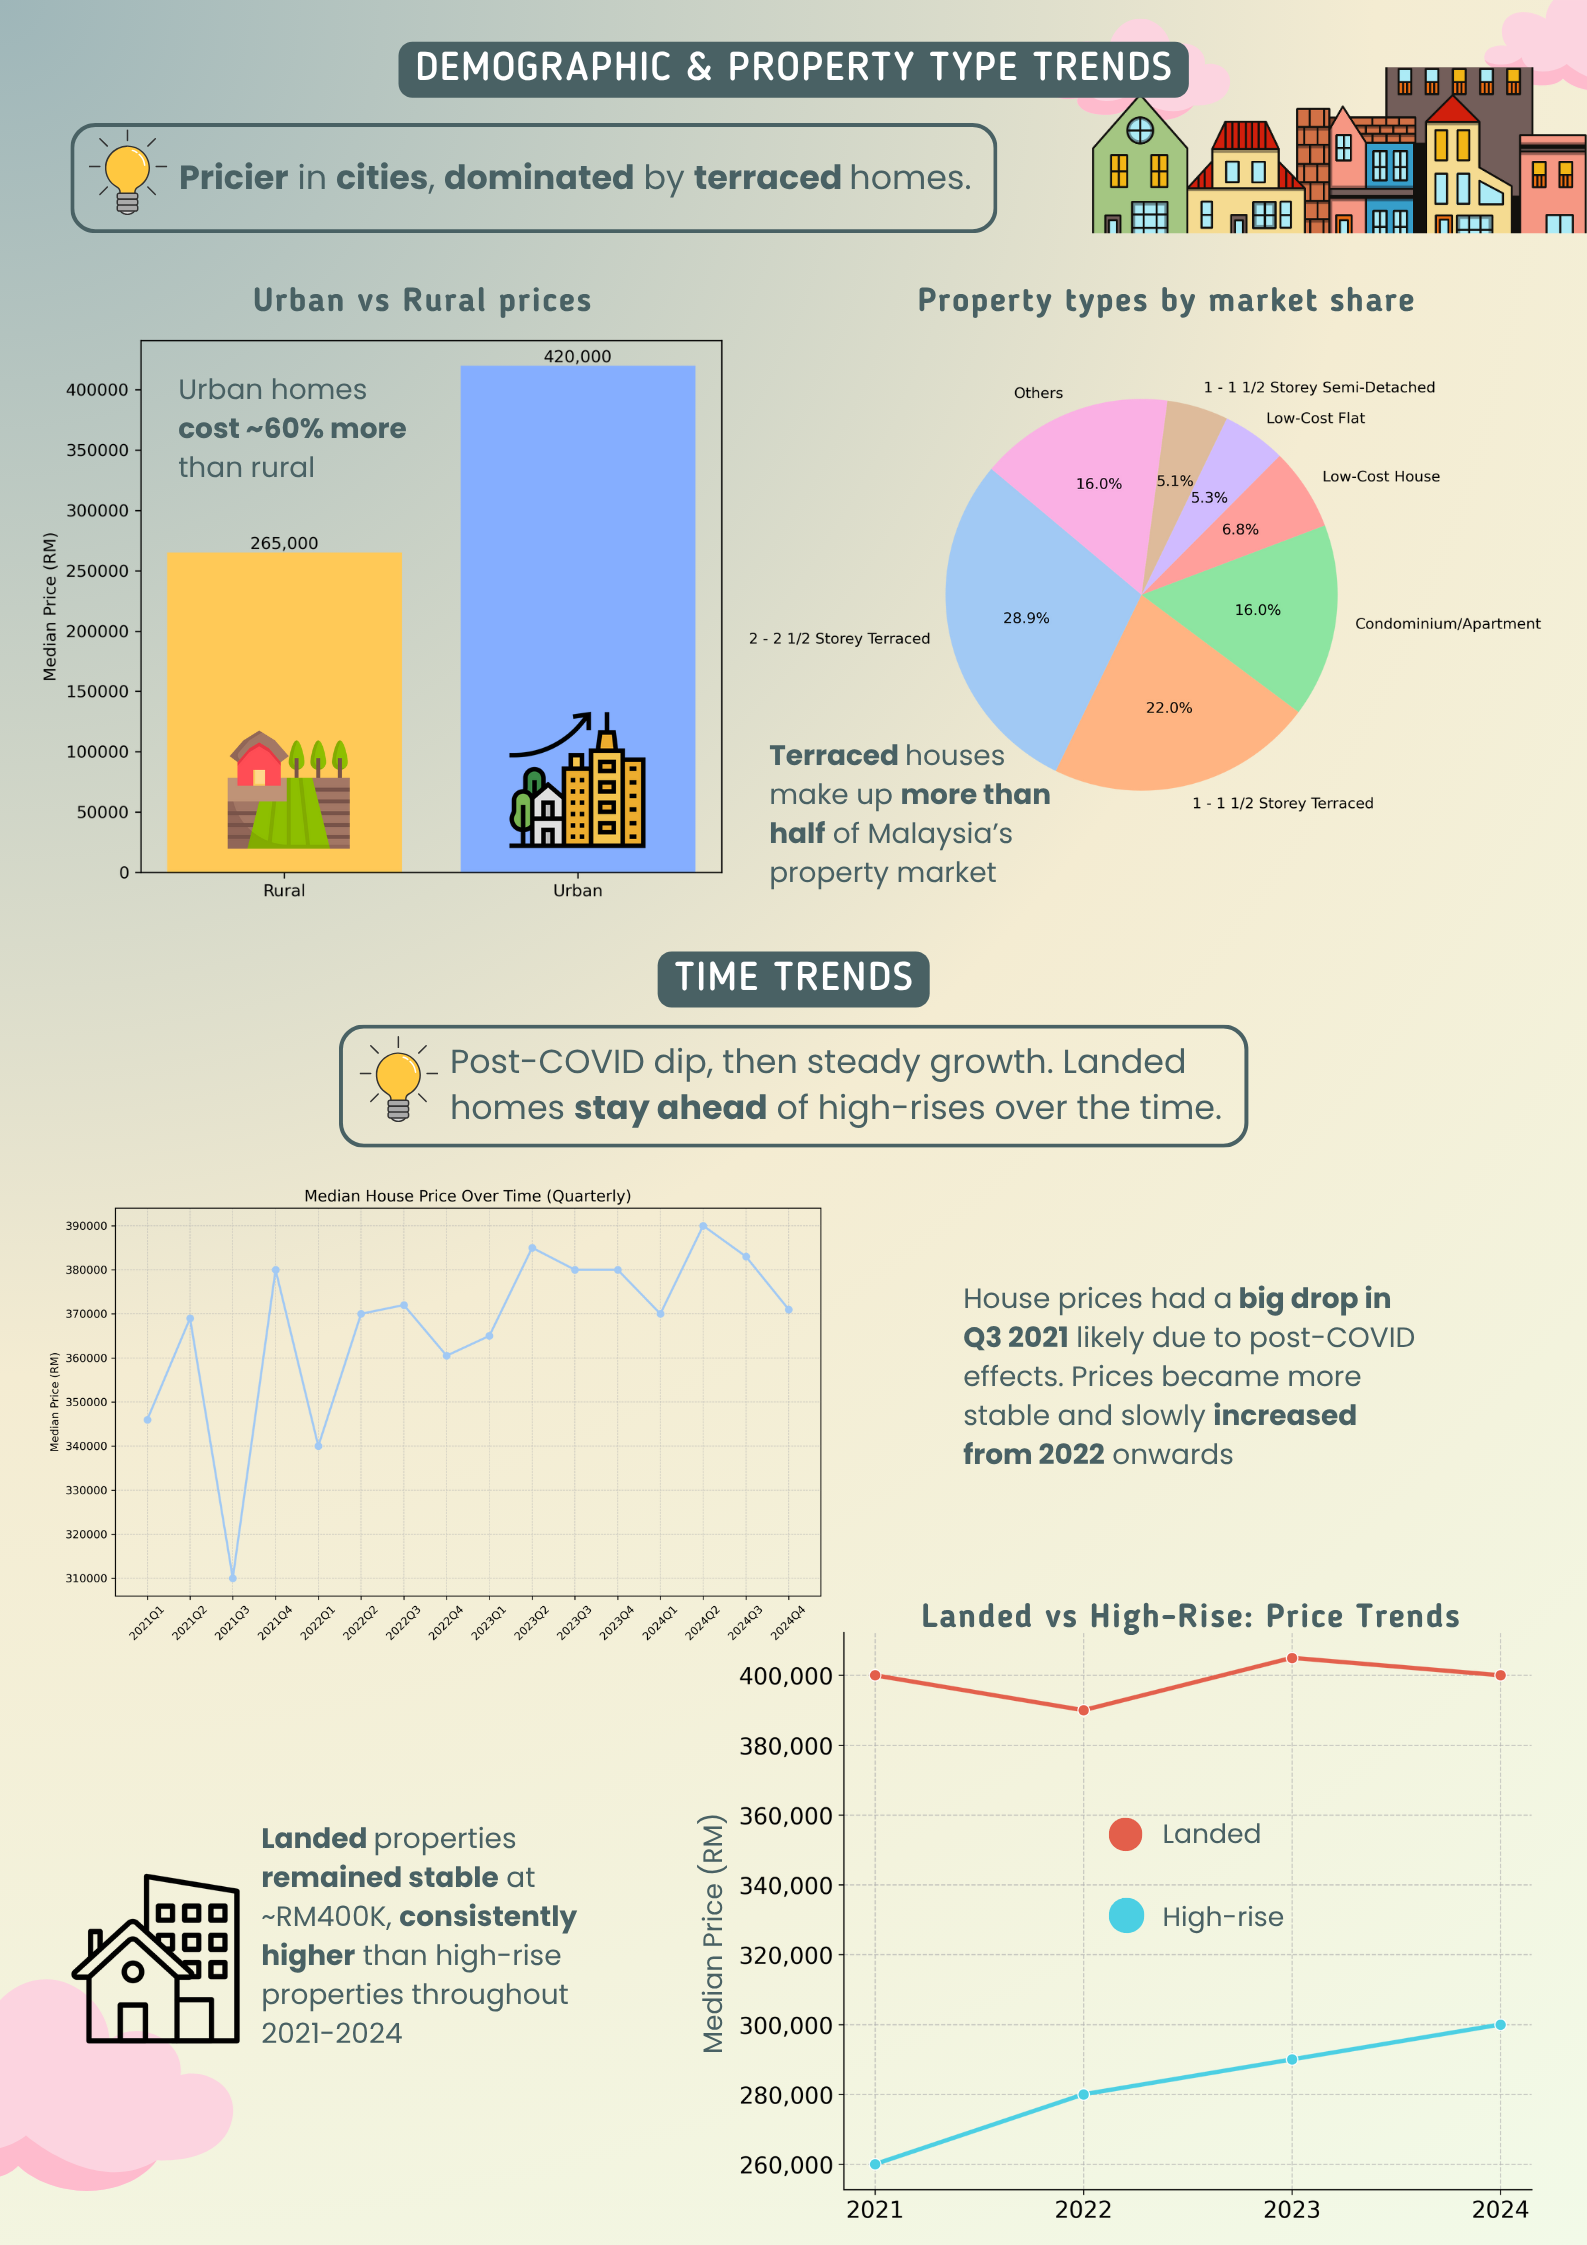 DEMOGRAPHIC & PROPERTY TYPE TRENDS
Pricier in cities, dominated by terraced homes.
Urban vs Rural prices
Median Price (RM)
400000
350000
300000
250000
200000
150000
100000
50000
0
Urban homes
cost ~60% more
than rural
265,000
420,000
Rural
Urban
Property types by market share
Others
1 - 1 1/2 Storey Semi-Detached
Low-Cost Flat
Low-Cost House
Condominium/Apartment
1 - 1 1/2 Storey Terraced
2 - 2 1/2 Storey Terraced
16.0%
5.1%
5.3%
6.8%
16.0%
22.0%
28.9%
Terraced houses
make up more than
half of Malaysia’s
property market
TIME TRENDS
Post-COVID dip, then steady growth. Landed
homes stay ahead of high-rises over the time.
Median House Price Over Time (Quarterly)
Median Price (RM)
390000
380000
370000
360000
350000
340000
330000
320000
310000
2021Q1
2021Q2
2021Q3
2021Q4
2022Q1
2022Q2
2022Q3
2022Q4
2023Q1
2023Q2
2023Q3
2023Q4
2024Q1
2024Q2
2024Q3
2024Q4
House prices had a big drop in
Q3 2021 likely due to post-COVID
effects. Prices became more
stable and slowly increased
from 2022 onwards
Landed vs High-Rise: Price Trends
Median Price (RM)
400,000
380,000
360,000
340,000
320,000
300,000
280,000
260,000
Landed
High-rise
2021
2022
2023
2024
Landed properties
remained stable at
~RM400K, consistently
higher than high-rise
properties throughout
2021-2024